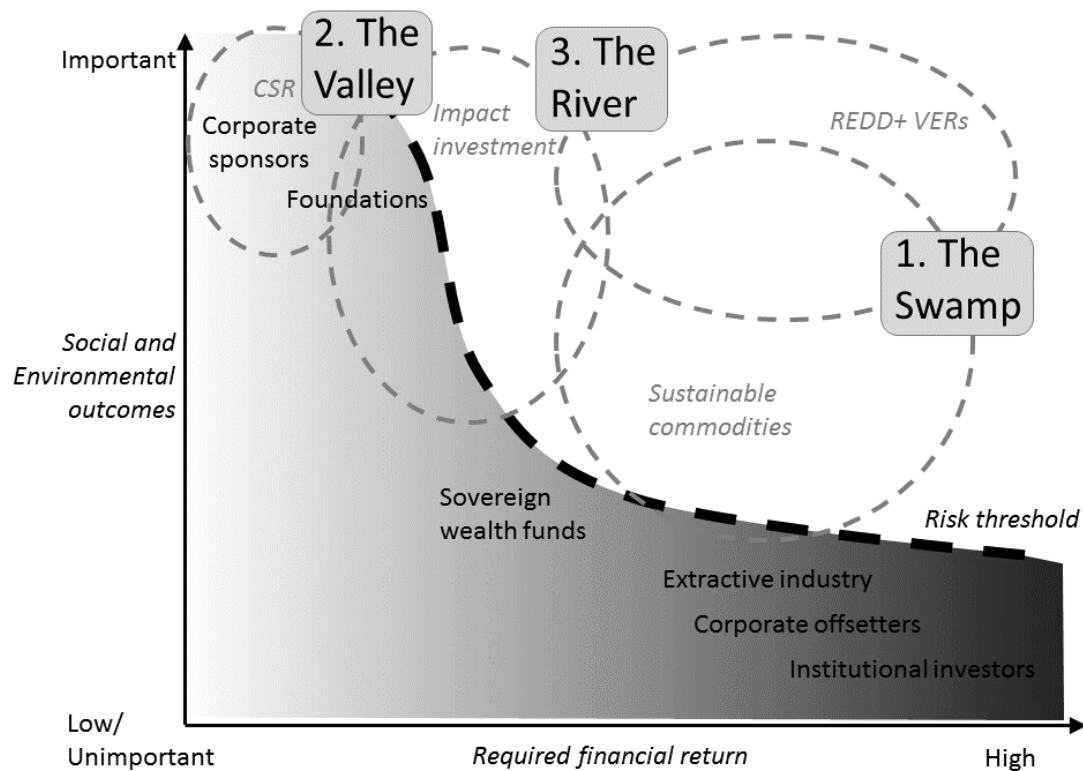 Important
2. The
Valley
3. The
River
CSR
Corporate
sponsors
Impact
investment
REDD+ VERs
Foundations
1. The
Swamp
Social and
Environmental
outcomes
Sustainable
commodities
Sovereign
wealth funds
Risk threshold
Extractive industry
Corporate offsetters
Institutional investors
Low/
Unimportant
Required financial return
High